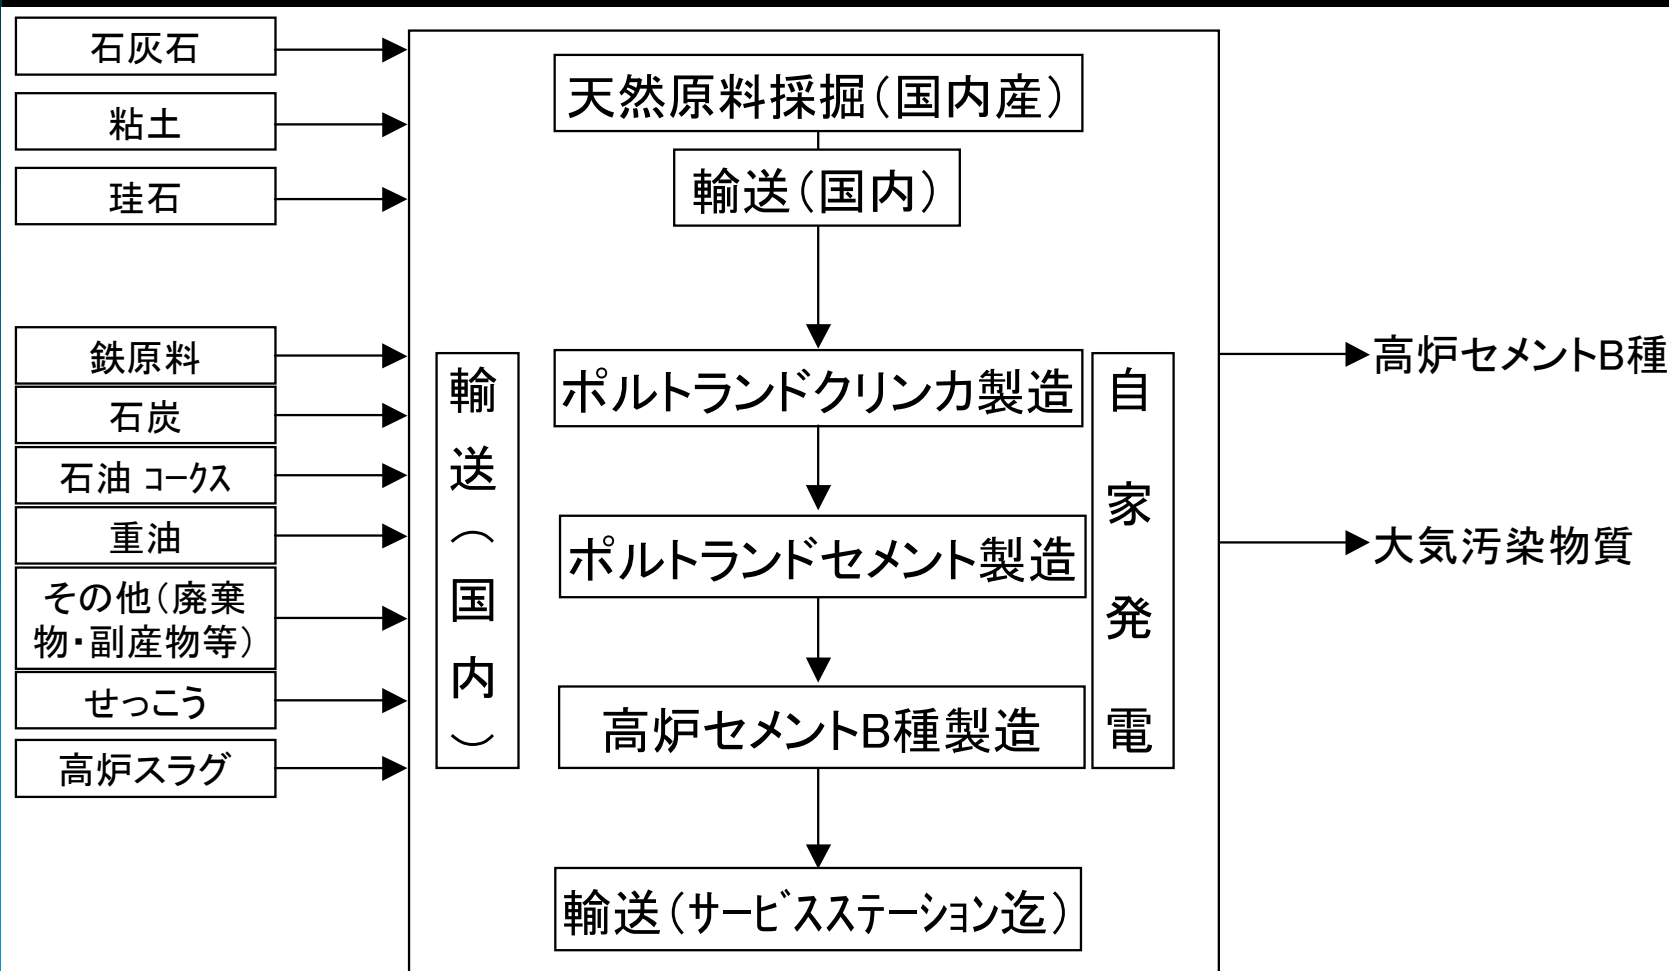 石灰石
粘土
珪石
鉄原料
石炭
石油 コークス
重油
その他（廃棄
物・副産物等）
せっこう
高炉スラグ
天然原料採掘（国内産）
輸送（国内）
輸送（国内）
ポルトランドクリンカ製造
ポルトランドセメント製造
高炉セメントB種製造
輸送（サービスステーション迄）
自家発電
高炉セメントB種
大気汚染物質